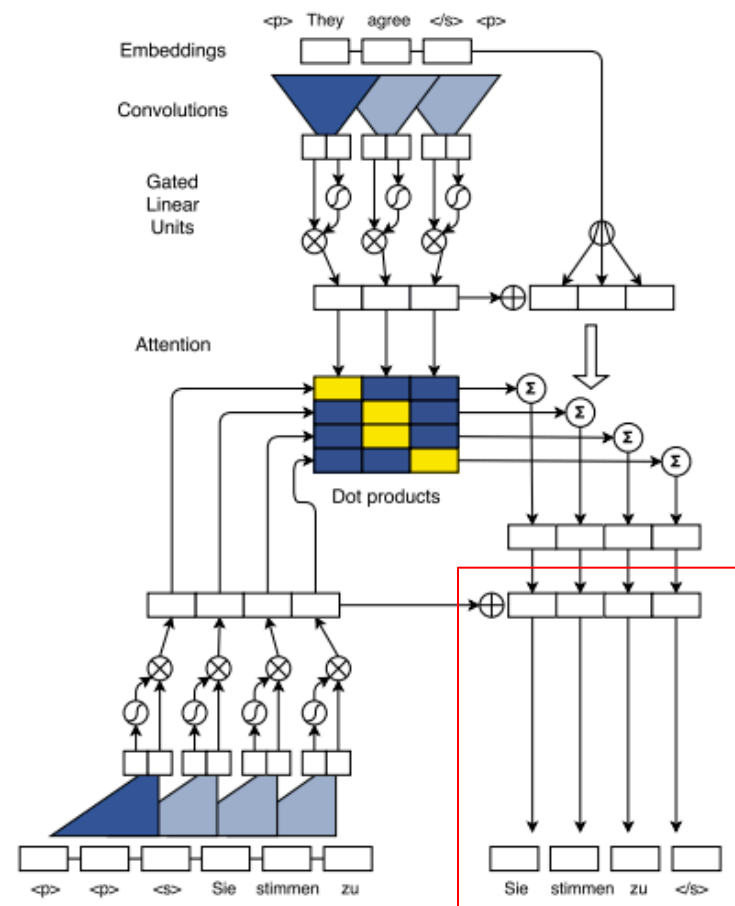 <p> They agree </s> <p>
Embeddings
Convolutions
Gated
Linear
Units
Attention
Σ
Σ
Σ
Σ
Dot products
<p> <p> <s> Sie stimmen zu
Sie stimmen zu </s>